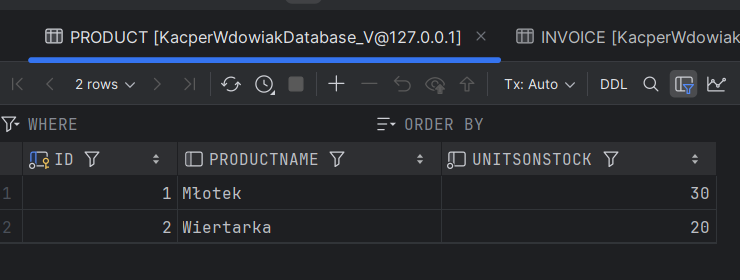 PRODUCT [KacperWdowiakDatabase_V@127.0.0.1] INVOICE [KacperWdowiak
2 rows Tx: Auto DDL
WHERE ORDER BY
ID PRODUCTNAME UNITSONSTOCK
1 1 Młotek 30
2 2 Wiertarka 20